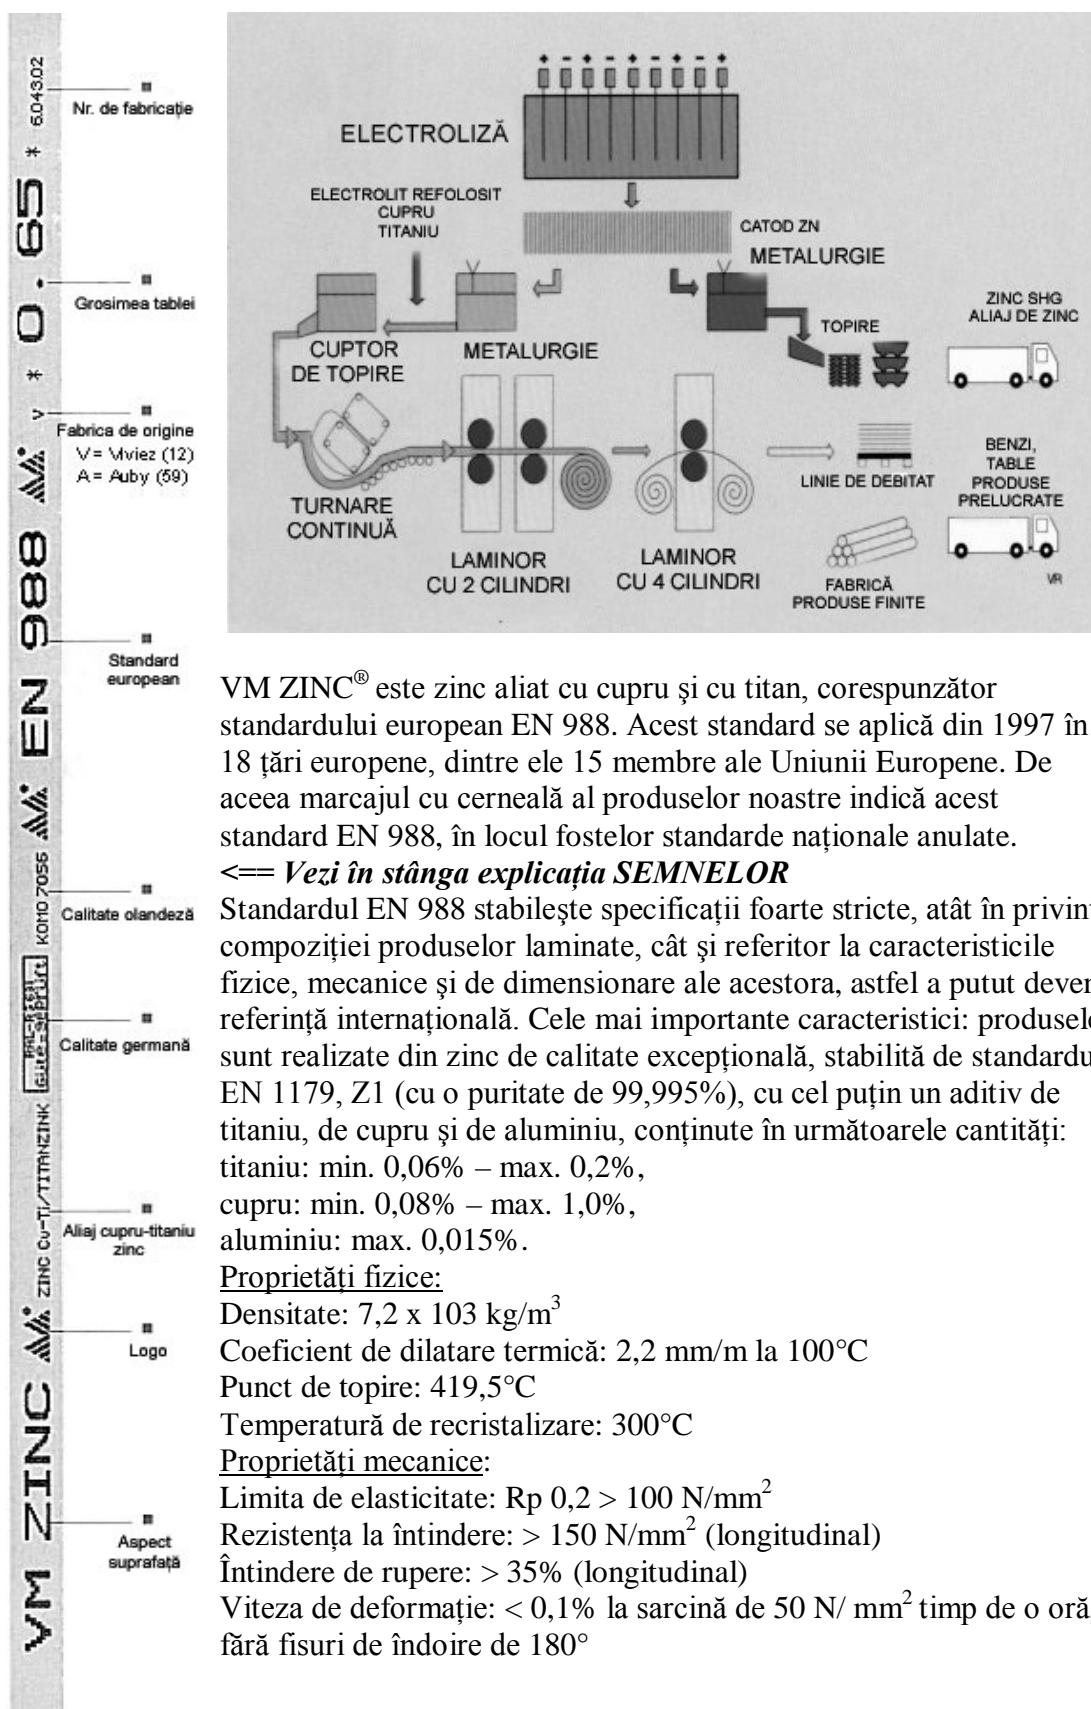 VM ZINC ZINC Cu-Ti/TITANZINK KOMO 7056 EN 988 v * 0.65 * 6.043.02
Nr. de fabricație
Grosimea tablei
Fabrica de origine
V = Viviez (12)
A = Auby (59)
Standard
european
Calitate olandeză
Calitate germană
Aliaj cupru-titaniu
zinc
Logo
Aspect
suprafață
+ - + - + - + - +
ELECTROLIZĂ
ELECTROLIT REFOLOSIT
CUPRU
TITANIU
CATOD ZN
METALURGIE
ZINC SHG
ALIAJ DE ZINC
TOPIRE
CUPTOR
DE TOPIRE
METALURGIE
TURNARE
CONTINUĂ
LAMINOR
CU 2 CILINDRI
LAMINOR
CU 4 CILINDRI
LINIE DE DEBITAT
BENZI,
TABLE
PRODUSE
PRELUCRATE
FABRICĂ
PRODUSE FINITE
VR
VM ZINC® este zinc aliat cu cupru şi cu titan, corespunzător
standardului european EN 988. Acest standard se aplică din 1997 în
18 țări europene, dintre ele 15 membre ale Uniunii Europene. De
aceea marcajul cu cerneală al produselor noastre indică acest
standard EN 988, în locul fostelor standarde naționale anulate.
<== Vezi în stânga explicația SEMNELOR
Standardul EN 988 stabileşte specificații foarte stricte, atât în privin
compoziției produselor laminate, cât şi referitor la caracteristicile
fizice, mecanice şi de dimensionare ale acestora, astfel a putut deven
referință internațională. Cele mai importante caracteristici: produsele
sunt realizate din zinc de calitate excepțională, stabilită de standardu
EN 1179, Z1 (cu o puritate de 99,995%), cu cel puțin un aditiv de
titaniu, de cupru şi de aluminiu, conținute în următoarele cantități:
titaniu: min. 0,06% – max. 0,2%,
cupru: min. 0,08% – max. 1,0%,
aluminiu: max. 0,015%.
Proprietăți fizice:
Densitate: 7,2 x 103 kg/m³
Coeficient de dilatare termică: 2,2 mm/m la 100°C
Punct de topire: 419,5°C
Temperatură de recristalizare: 300°C
Proprietăți mecanice:
Limita de elasticitate: Rp 0,2 > 100 N/mm²
Rezistența la întindere: > 150 N/mm² (longitudinal)
Întindere de rupere: > 35% (longitudinal)
Viteza de deformație: < 0,1% la sarcină de 50 N/ mm² timp de o oră
fără fisuri de îndoire de 180°